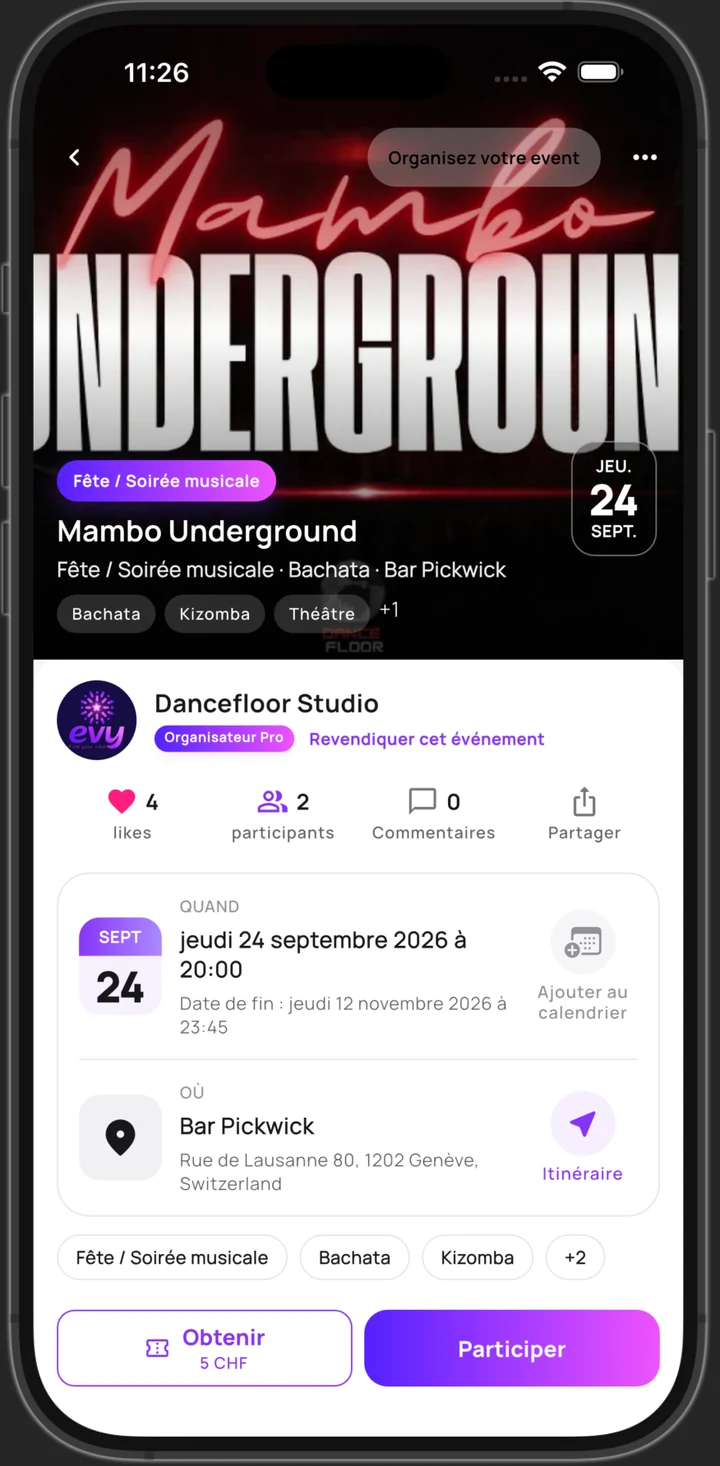 11:26
Organisez votre event
Mambo
UNDERGROUN
Fête / Soirée musicale
JEU.
24
SEPT.
Mambo Underground
Fête / Soirée musicale · Bachata · Bar Pickwick
Bachata
Kizomba
Théâtre
+1
DANCE
FLOOR
evy
Dancefloor Studio
Organisateur Pro
Revendiquer cet événement
4
likes
2
participants
0
Commentaires
Partager
SEPT
24
QUAND
jeudi 24 septembre 2026 à
20:00
Date de fin : jeudi 12 novembre 2026 à
23:45
Ajouter au
calendrier
OÙ
Bar Pickwick
Rue de Lausanne 80, 1202 Genève,
Switzerland
Itinéraire
Fête / Soirée musicale
Bachata
Kizomba
+2
Obtenir
5 CHF
Participer